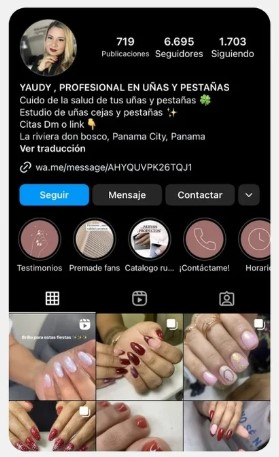 719
6.695
1.703
Publicaciones
Seguidores
Siguiendo
YAUDY , PROFESIONAL EN UÑAS Y PESTAÑAS
Cuido de la salud de tus uñas y pestañas 🍀
Estudio de uñas cejas y pestañas ✨
Citas Dm o link 👇
La riviera don bosco, Panama City, Panama
Ver traducción
wa.me/message/AHYQUVPK26TQJ1
Seguir
Mensaje
Contactar
Testimonios
Premade fans
Catalogo ru...
¡Contáctame!
Horario
Brillo para estas fiestas